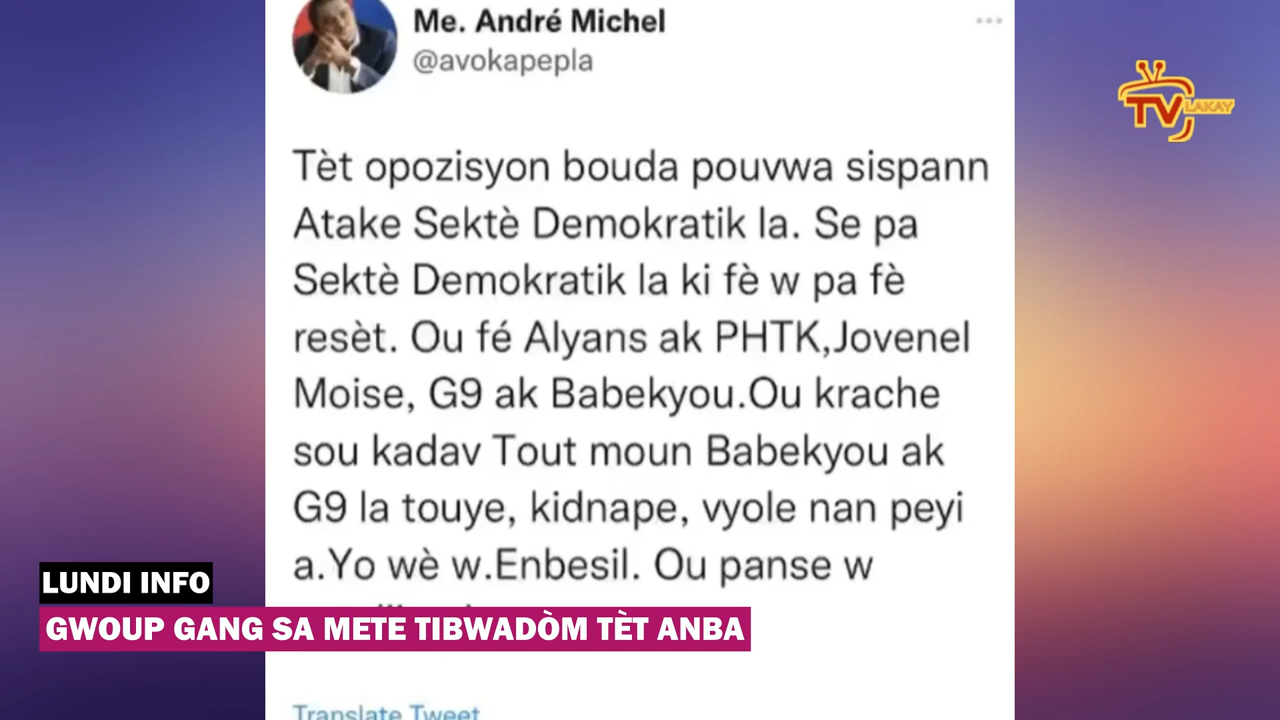 Me. André Michel
@avokapepla
TV LAKAY
Tèt opozisyon bouda pouvwa sispann
Atake Sektè Demokratik la. Se pa
Sektè Demokratik la ki fè w pa fè
resèt. Ou fé Alyans ak PHTK,Jovenel
Moise, G9 ak Babekyou.Ou krache
sou kadav Tout moun Babekyou ak
G9 la touye, kidnape, vyole nan peyi
a.Yo wè w.Enbesil. Ou panse w
LUNDI INFO
GWOUP GANG SA METE TIBWADÒM TÈT ANBA
Translate Tweet